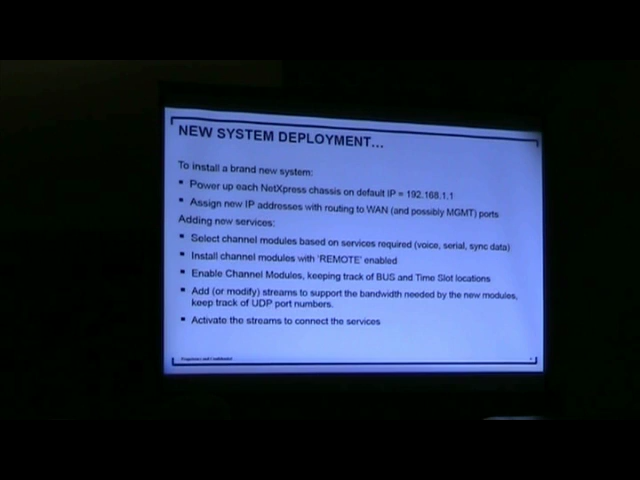 NEW SYSTEM DEPLOYMENT...
To install a brand new system:
▪ Power up each NetXpress chassis on default IP = 192.168.1.1
▪ Assign new IP addresses with routing to WAN (and possibly MGMT) ports
Adding new services:
▪ Select channel modules based on services required (voice, serial, sync data)
▪ Install channel modules with 'REMOTE' enabled
▪ Enable Channel Modules, keeping track of BUS and Time Slot locations
▪ Add (or modify) streams to support the bandwidth needed by the new modules,
keep track of UDP port numbers.
▪ Activate the streams to connect the services
Proprietary and Confidential